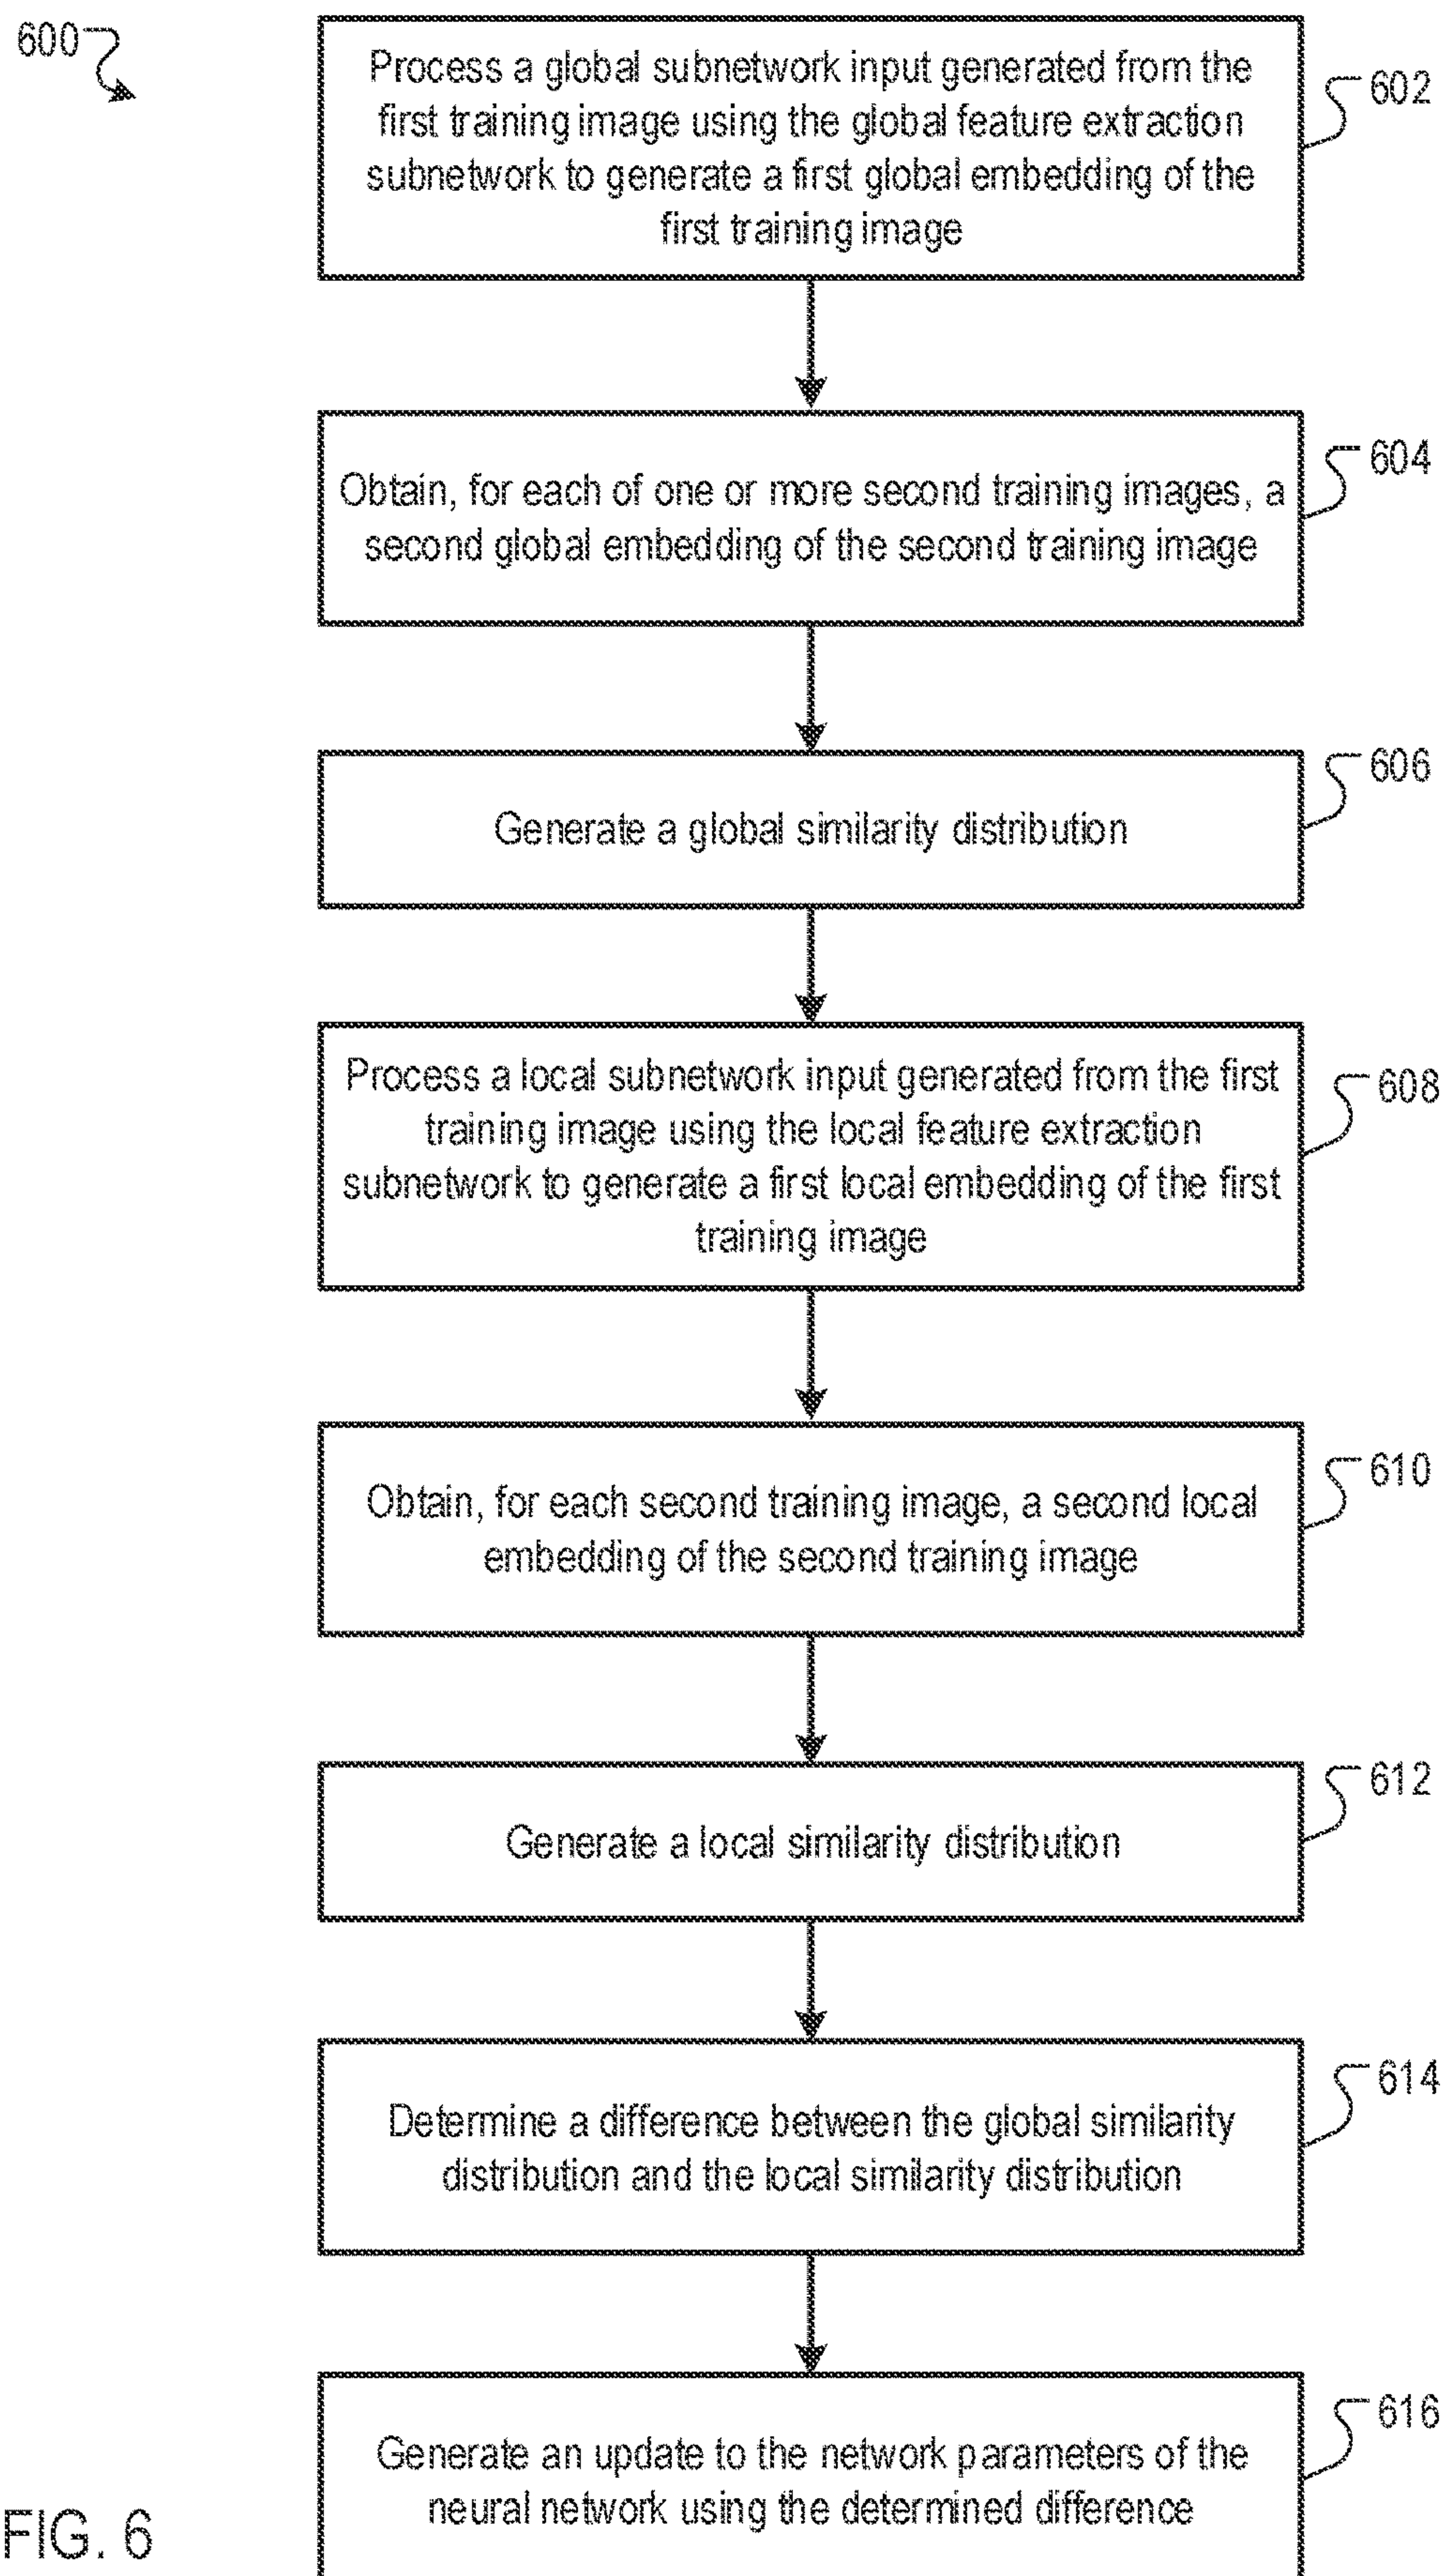 600
Process a global subnetwork input generated from the
first training image using the global feature extraction
subnetwork to generate a first global embedding of the
first training image
602
Obtain, for each of one or more second training images, a
second global embedding of the second training image
604
Generate a global similarity distribution
606
Process a local subnetwork input generated from the first
training image using the local feature extraction
subnetwork to generate a first local embedding of the first
training image
608
Obtain, for each second training image, a second local
embedding of the second training image
610
Generate a local similarity distribution
612
Determine a difference between the global similarity
distribution and the local similarity distribution
614
Generate an update to the network parameters of the
neural network using the determined difference
616
FIG. 6